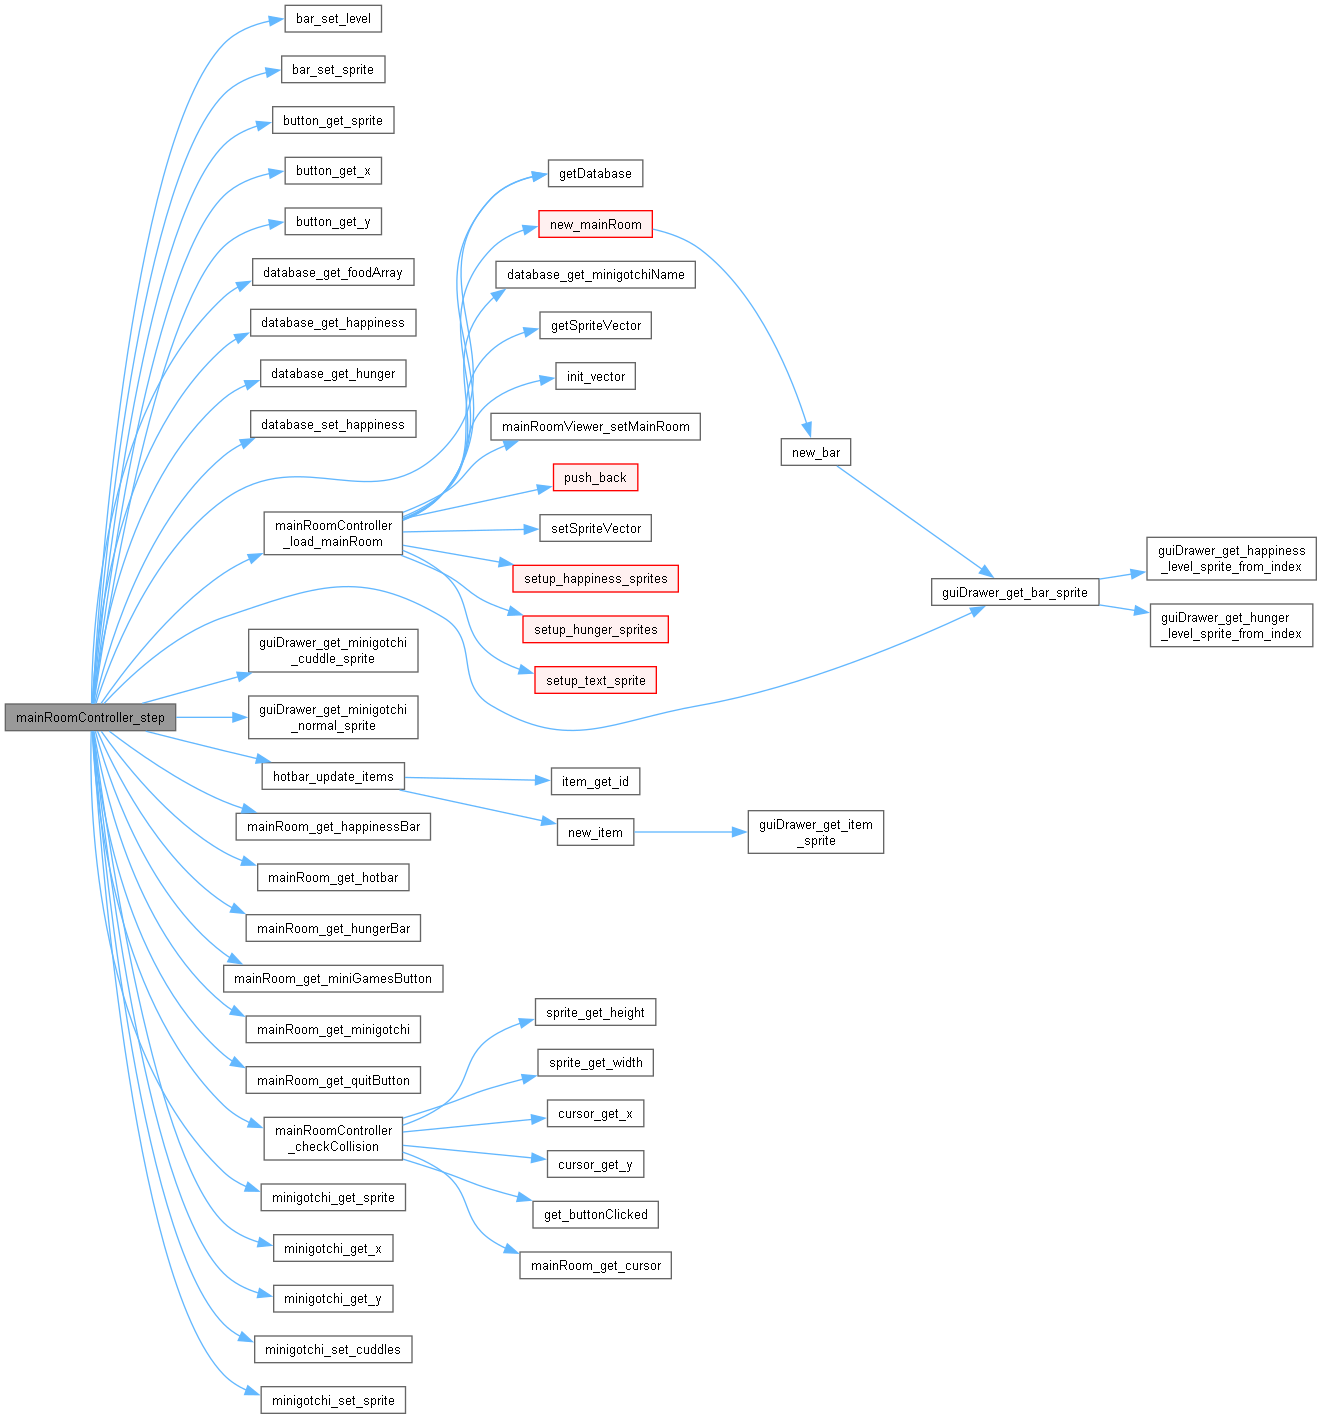 bar_set_level
bar_set_sprite
button_get_sprite
button_get_x
button_get_y
database_get_foodArray
database_get_happiness
database_get_hunger
database_set_happiness
mainRoomController
_load_mainRoom
guiDrawer_get_minigotchi
_cuddle_sprite
mainRoomController_step
guiDrawer_get_minigotchi
_normal_sprite
hotbar_update_items
mainRoom_get_happinessBar
mainRoom_get_hotbar
mainRoom_get_hungerBar
mainRoom_get_miniGamesButton
mainRoom_get_minigotchi
mainRoom_get_quitButton
mainRoomController
_checkCollision
minigotchi_get_sprite
minigotchi_get_x
minigotchi_get_y
minigotchi_set_cuddles
minigotchi_set_sprite
getDatabase
new_mainRoom
database_get_minigotchiName
getSpriteVector
init_vector
mainRoomViewer_setMainRoom
push_back
setSpriteVector
setup_happiness_sprites
setup_hunger_sprites
setup_text_sprite
item_get_id
new_item
sprite_get_height
sprite_get_width
cursor_get_x
cursor_get_y
get_buttonClicked
mainRoom_get_cursor
new_bar
guiDrawer_get_item
_sprite
guiDrawer_get_bar_sprite
guiDrawer_get_happiness
_level_sprite_from_index
guiDrawer_get_hunger
_level_sprite_from_index